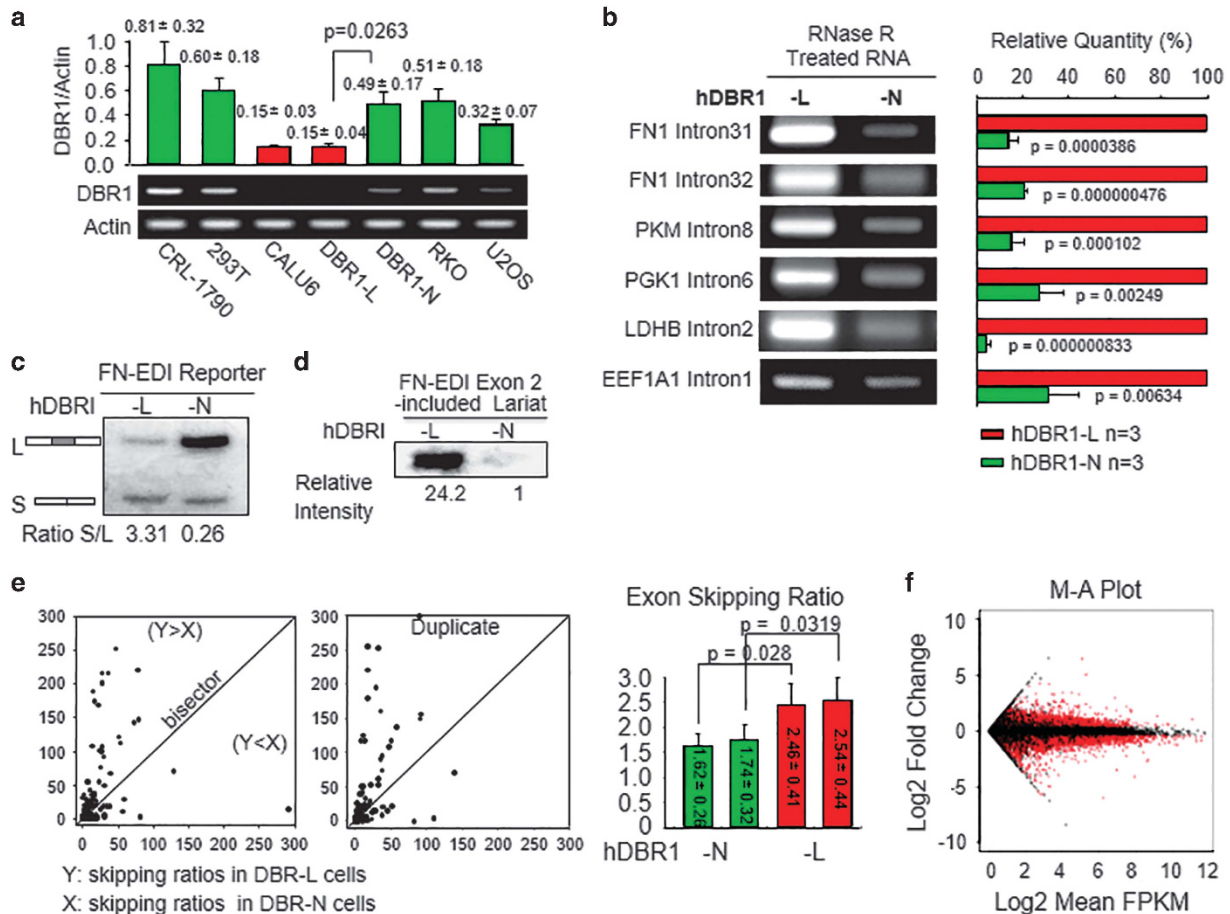 a
0.81 ± 0.32
0.60 ± 0.18
0.15 ± 0.03
0.15 ± 0.04
p=0.0263
0.49 ± 0.17
0.51 ± 0.18
0.32 ± 0.07
DBR1/Actin
1.0
0.8
0.6
0.4
0.2
0.0
DBR1
Actin
CRL-1790
293T
CALU6
DBR1-L
DBR1-N
RKO
U2OS
b
RNase R
Treated RNA
hDBR1 -L -N
FN1 Intron31
FN1 Intron32
PKM Intron8
PGK1 Intron6
LDHB Intron2
EEF1A1 Intron1
Relative Quantity (%)
0 20 40 60 80 100
p = 0.0000386
p = 0.000000476
p = 0.000102
p = 0.00249
p = 0.000000833
p = 0.00634
hDBR1-L n=3
hDBR1-N n=3
c
FN-EDI Reporter
hDBRI -L -N
L
S
Ratio S/L 3.31 0.26
d
FN-EDI Exon 2
-included Lariat
hDBRI -L -N
Relative
Intensity
24.2 1
e
300
250
200
150
100
50
0
(Y>X)
bisector
(Y<X)
0 50 100 150 200 250 300
300
250
200
150
100
50
0
Duplicate
0 50 100 150 200 250 300
Y: skipping ratios in DBR-L cells
X: skipping ratios in DBR-N cells
Exon Skipping Ratio
p = 0.0319
p = 0.028
3.0
2.5
2.0
1.5
1.0
0.5
0
1.62 ± 0.26
1.74 ± 0.32
2.46 ± 0.41
2.54 ± 0.44
hDBR1 -N -L
f
M-A Plot
Log2 Fold Change
10
5
0
-5
-10
0 2 4 6 8 10 12
Log2 Mean FPKM